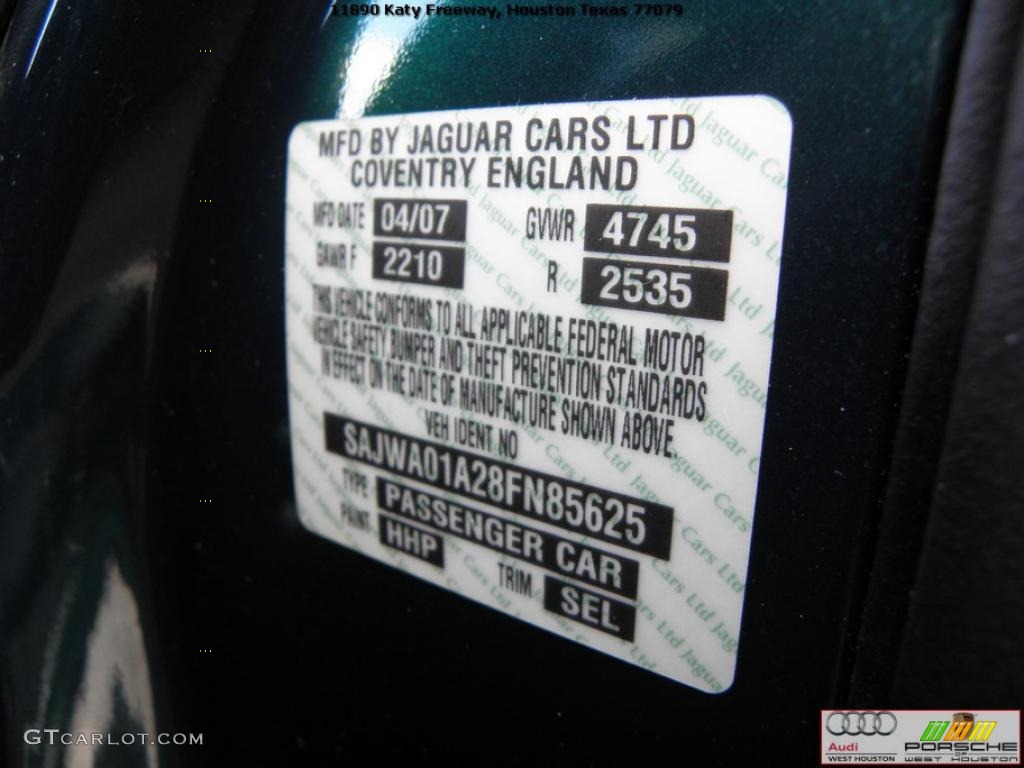 11890 Katy Freeway, Houston Texas 77079
MFD BY JAGUAR CARS LTD
COVENTRY ENGLAND
MFD DATE 04/07 GVWR 4745
GAWR F 2210 R 2535
THIS VEHICLE CONFORMS TO ALL APPLICABLE FEDERAL MOTOR
VEHICLE SAFETY, BUMPER AND THEFT PREVENTION STANDARDS
IN EFFECT ON THE DATE OF MANUFACTURE SHOWN ABOVE.
VEH IDENT NO
SAJWA01A28FN85625
TYPE PASSENGER CAR
PAINT HHP TRIM SEL
GTCARLOT.COM
Audi PORSCHE
WEST HOUSTON OF WEST HOUSTON